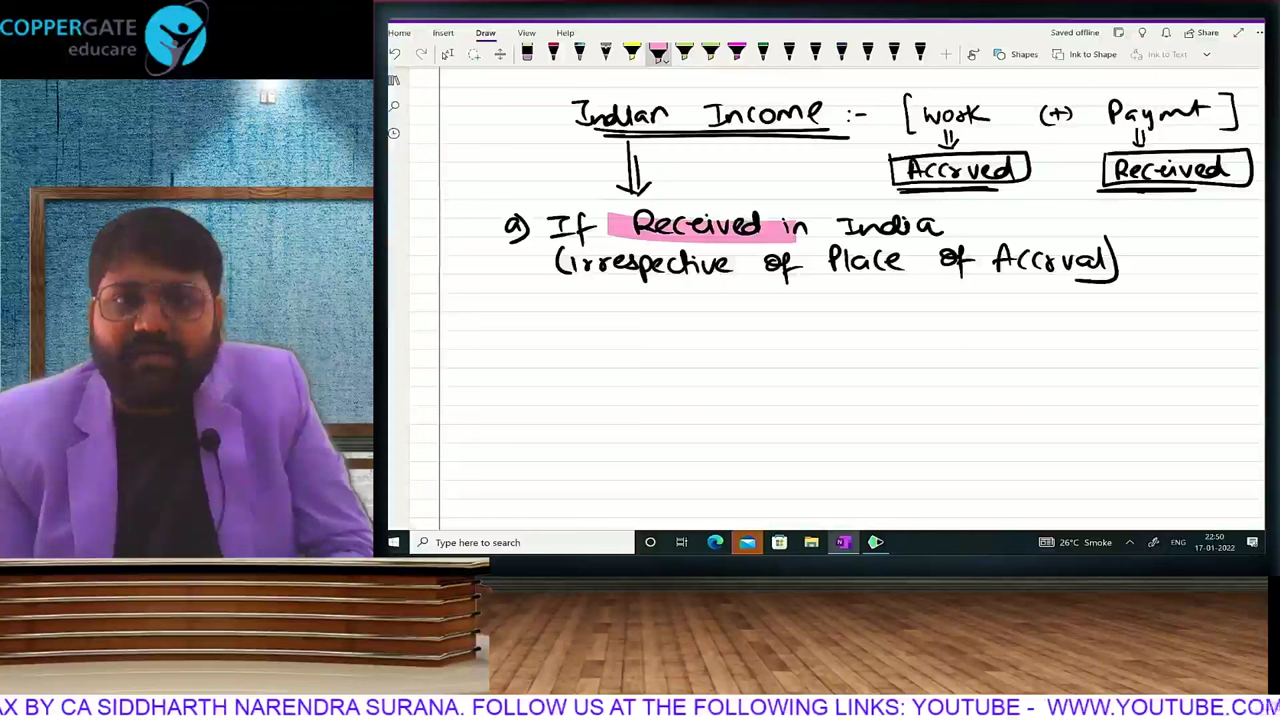 COPPERGATE
educare
Home Insert Draw View Help
Saved offline
Share
Shapes
Ink to Shape
Ink to Text
Indian Income :- [Work (+) Paymt]
Accrued Received
a) If Received in India
(irrespective of Place of Accrual)
Type here to search
26°C Smoke
ENG
22:50
17-01-2022
AX BY CA SIDDHARTH NARENDRA SURANA. FOLLOW US AT THE FOLLOWING LINKS: YOUTUBE - WWW.YOUTUBE.COM